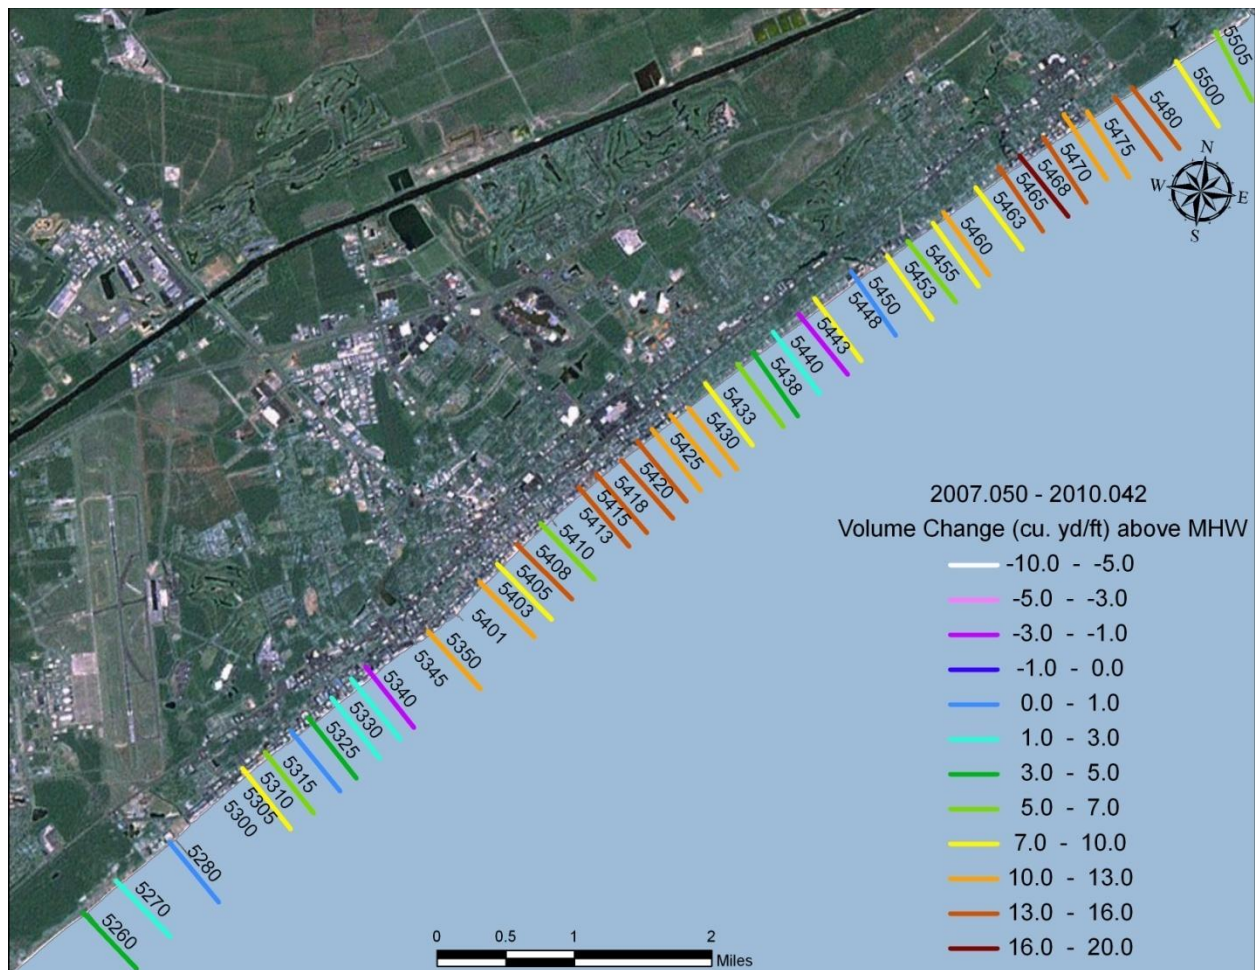 5505
5500
5480
5475
5470
5468
5465
5463
5460
5455
5453
5450
5448
5443
5440
5438
5433
5430
5425
5420
5418
5415
5413
5410
5408
5405
5403
5401
5350
5345
5340
5330
5325
5315
5310
5305
5300
5280
5270
5260
N
W E
S
2007.050 - 2010.042
Volume Change (cu. yd/ft) above MHW
-10.0 - -5.0
-5.0 - -3.0
-3.0 - -1.0
-1.0 - 0.0
0.0 - 1.0
1.0 - 3.0
3.0 - 5.0
5.0 - 7.0
7.0 - 10.0
10.0 - 13.0
13.0 - 16.0
16.0 - 20.0
0 0.5 1 2
Miles